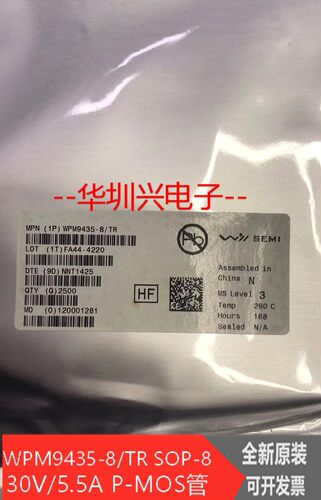 --华圳兴电子--
MPN (1P)WPM9435-8/TR
LOT (1T)FA44-4220
DTE (9D)NNT1425
QTY (Q)2500
MO (0)120001281
Pb
WILL SEMI
HF
Assembled in
China N
MS Level 3
Temp 260 C
Hours 168
Sealed N/A
WPM9435-8/TR SOP-8
30V/5.5A P-MOS管
全新原装
可开发票